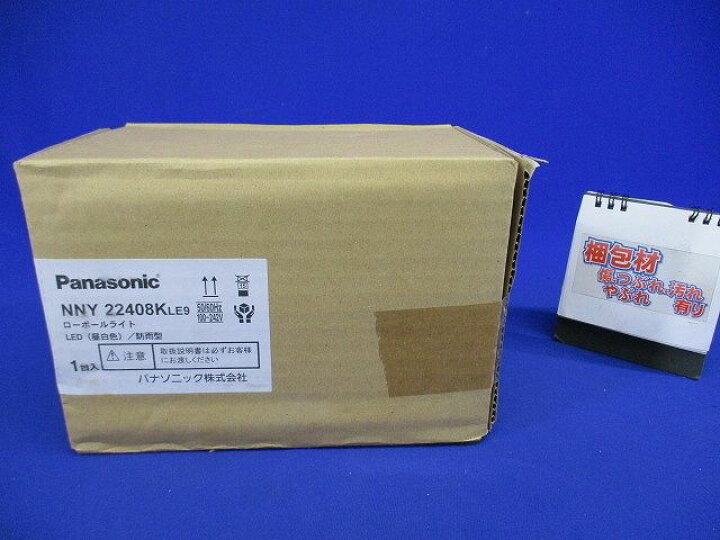 Panasonic
NNY 22408KLE9
ローポールライト
LED（昼白色）／防雨型
50/60Hz
100-242V
1台入
注意
取扱説明書は必ずお客様にお渡しください
パナソニック株式会社
梱包材
傷、つぶれ、汚れ
やぶれ 有り